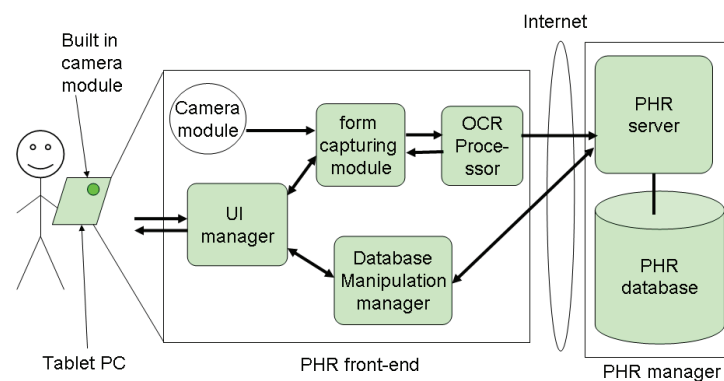 Internet
Built in
camera
module
Camera
module
form
capturing
module
OCR
Proce-
ssor
PHR
server
UI
manager
Database
Manipulation
manager
PHR
database
Tablet PC
PHR front-end
PHR manager